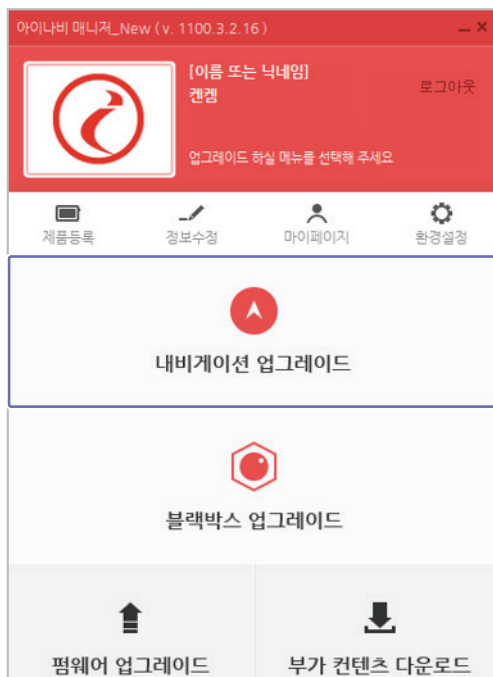 아이나비 매니저_New ( v. 1100.3.2.16 )
[이름 또는 닉네임]
켄켐
로그아웃
업그레이드 하실 메뉴를 선택해 주세요
제품등록 정보수정 마이페이지 환경설정
내비게이션 업그레이드
블랙박스 업그레이드
펌웨어 업그레이드 부가 컨텐츠 다운로드